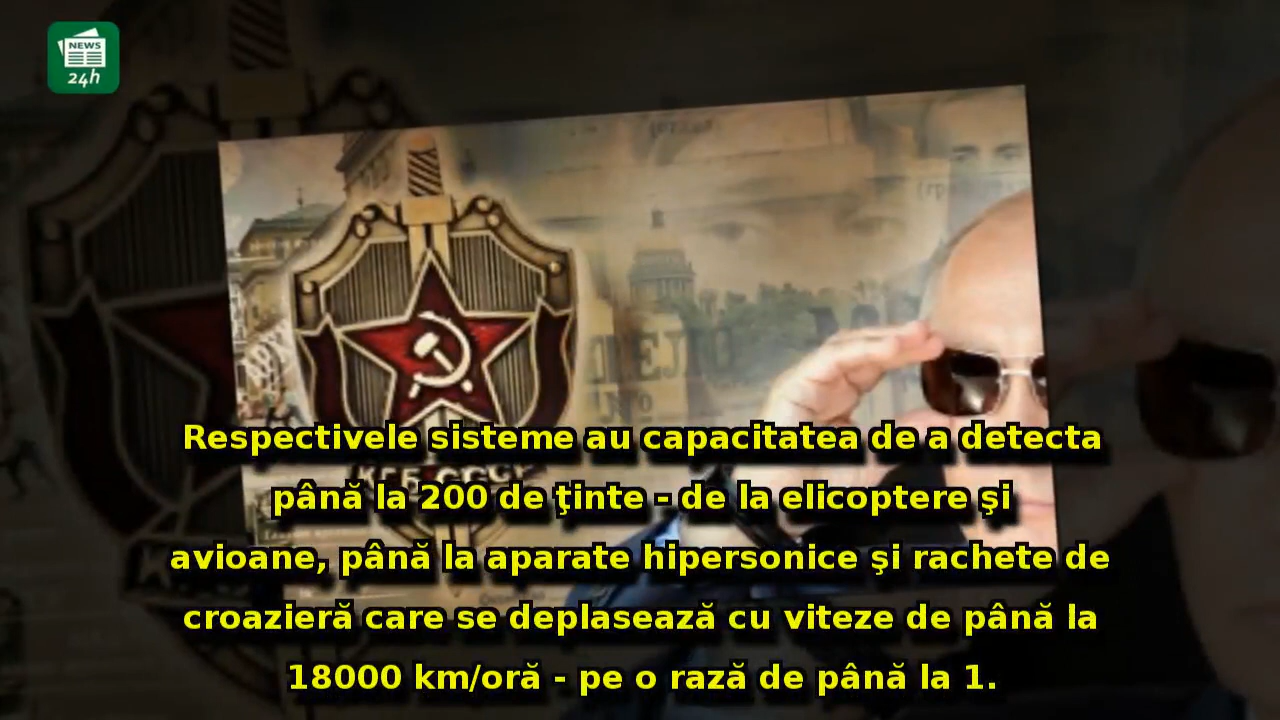 NEWS
24h
КГБ СССР
Respectivele sisteme au capacitatea de a detecta
până la 200 de ţinte - de la elicoptere şi
avioane, până la aparate hipersonice şi rachete de
croazieră care se deplasează cu viteze de până la
18000 km/oră - pe o rază de până la 1.